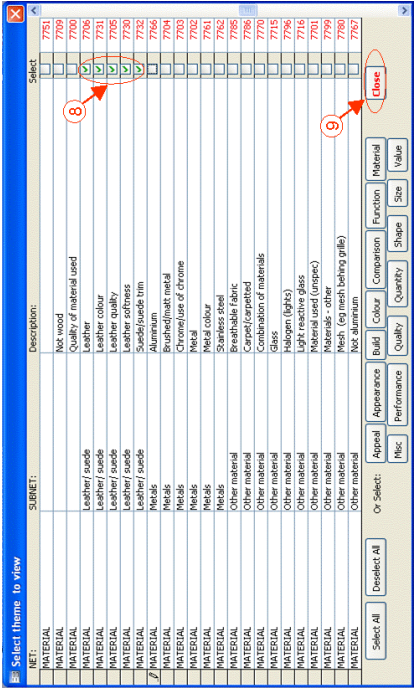 Select theme to view
NET: SUBNET: Description: Select
MATERIAL 7751
MATERIAL Not wood 7709
MATERIAL Quality of material used 7700
MATERIAL Leather/ suede Leather 7706
MATERIAL Leather/ suede Leather colour 7731
MATERIAL Leather/ suede Leather quality 7705
MATERIAL Leather/ suede Leather softness 7730
MATERIAL Leather/ suede Suede/suede trim 7732
MATERIAL Metals Aluminium 7766
MATERIAL Metals Brushed/matt metal 7704
MATERIAL Metals Chrome/use of chrome 7703
MATERIAL Metals Metal 7702
MATERIAL Metals Metal colour 7761
MATERIAL Metals Stainless steel 7762
MATERIAL Other material Breathable fabric 7785
MATERIAL Other material Carpet/carpetted 7786
MATERIAL Other material Combination of materials 7770
MATERIAL Other material Glass 7715
MATERIAL Other material Halogen (lights) 7796
MATERIAL Other material Light reactive glass 7716
MATERIAL Other material Material used (unspec) 7701
MATERIAL Other material Materials - other 7799
MATERIAL Other material Mesh (eg mesh behing grille) 7780
MATERIAL Other material Not aluminium 7767
8
9
Select All Deselect All Or Select: Appeal Appearance Build Colour Comparison Function Material Close
Misc Performance Quality Quantity Shape Size Value